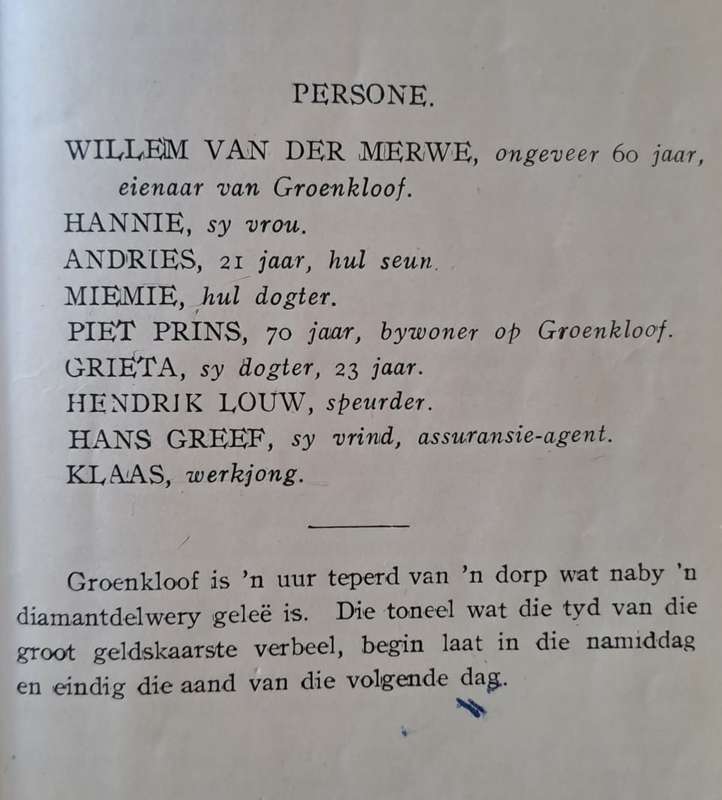 PERSONE.
WILLEM VAN DER MERWE, ongeveer 60 jaar,
eienaar van Groenkloof.
HANNIE, sy vrou.
ANDRIES, 21 jaar, hul seun.
MIEMIE, hul dogter.
PIET PRINS, 70 jaar, bywoner op Groenkloof.
GRIETA, sy dogter, 23 jaar.
HENDRIK LOUW, speurder.
HANS GREEF, sy vrind, assuransie-agent.
KLAAS, werkjong.
Groenkloof is 'n uur teperd van 'n dorp wat naby 'n
diamantdelwery geleë is. Die toneel wat die tyd van die
groot geldskaarste verbeel, begin laat in die namiddag
en eindig die aand van die volgende dag.